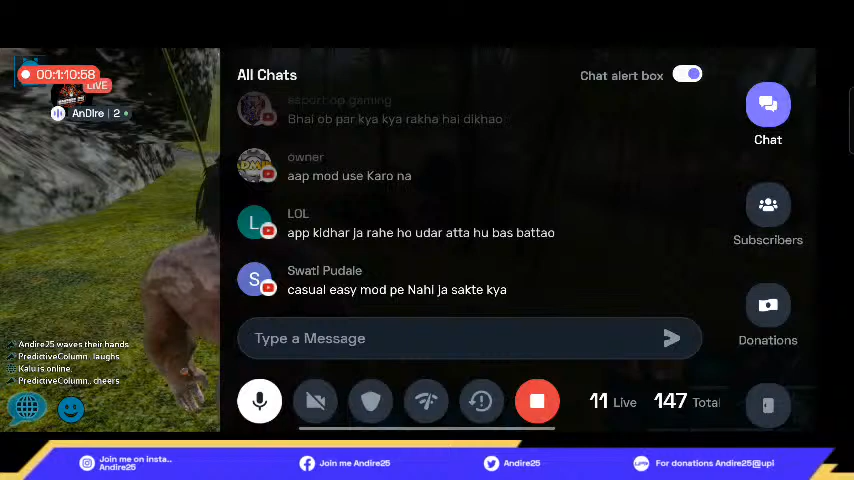 00:1:10:58
LIVE
AnDire | 2
All Chats
Chat alert box
esport op gaming
Bhai ob par kya kya rakha hai dikhao
owner
aap mod use Karo na
L
LOL
app kidhar ja rahe ho udar atta hu bas battao
S
Swati Pudale
casual easy mod pe Nahi ja sakte kya
Type a Message
11 Live 147 Total
Chat
Subscribers
Donations
Andire25 waves their hands.
PredictiveColumn.. laughs
Kalu is online.
PredictiveColumn.. cheers
Join me on insta..
Andire25
Join me Andire25
Andire25
For donations Andire25@upi